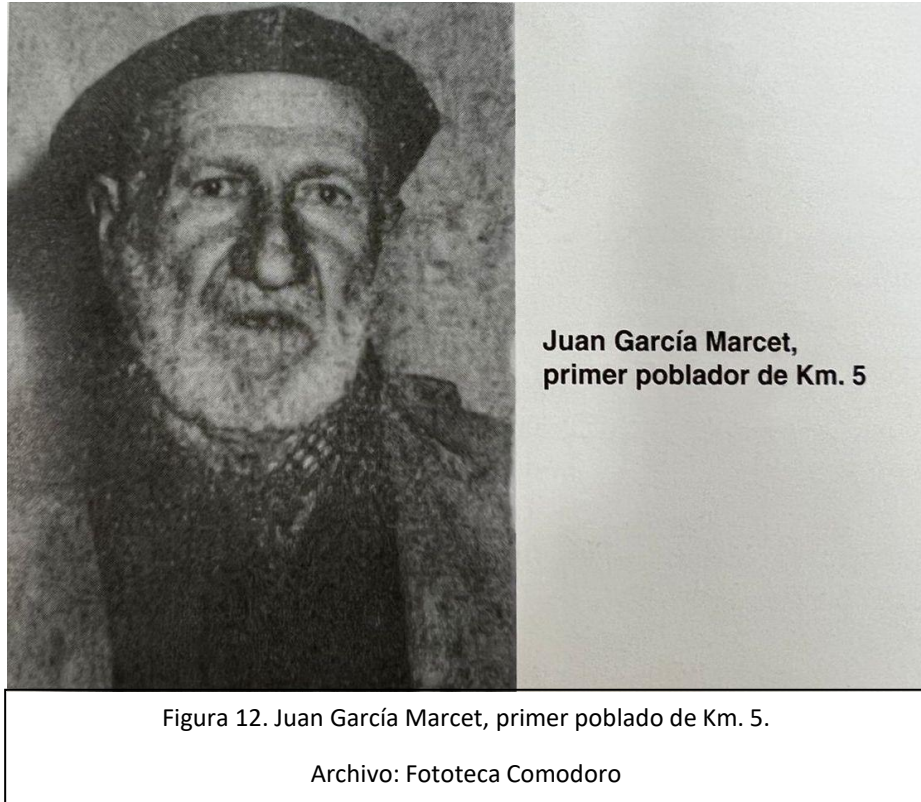 Juan García Marcet,
primer poblador de Km. 5
Figura 12. Juan García Marcet, primer poblado de Km. 5.
Archivo: Fototeca Comodoro